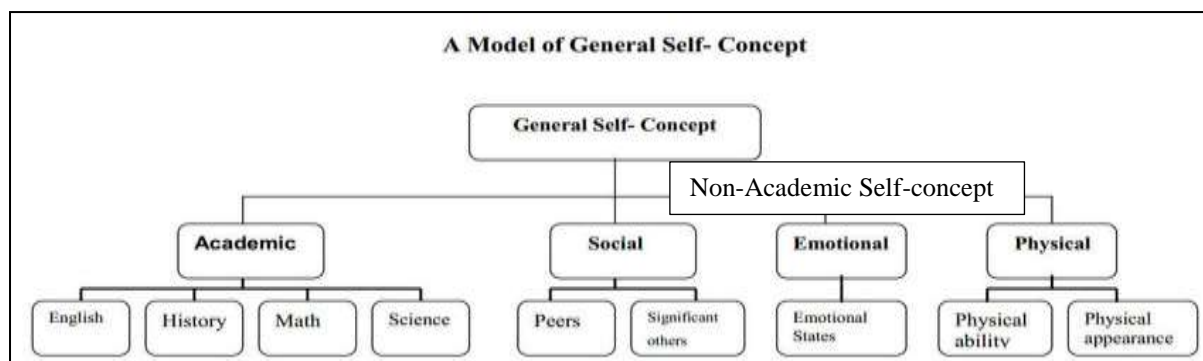 A Model of General Self- Concept
General Self- Concept
Non-Academic Self-concept
Academic
Social
Emotional
Physical
English
History
Math
Science
Peers
Significant
others
Emotional
States
Physical
ability
Physical
appearance